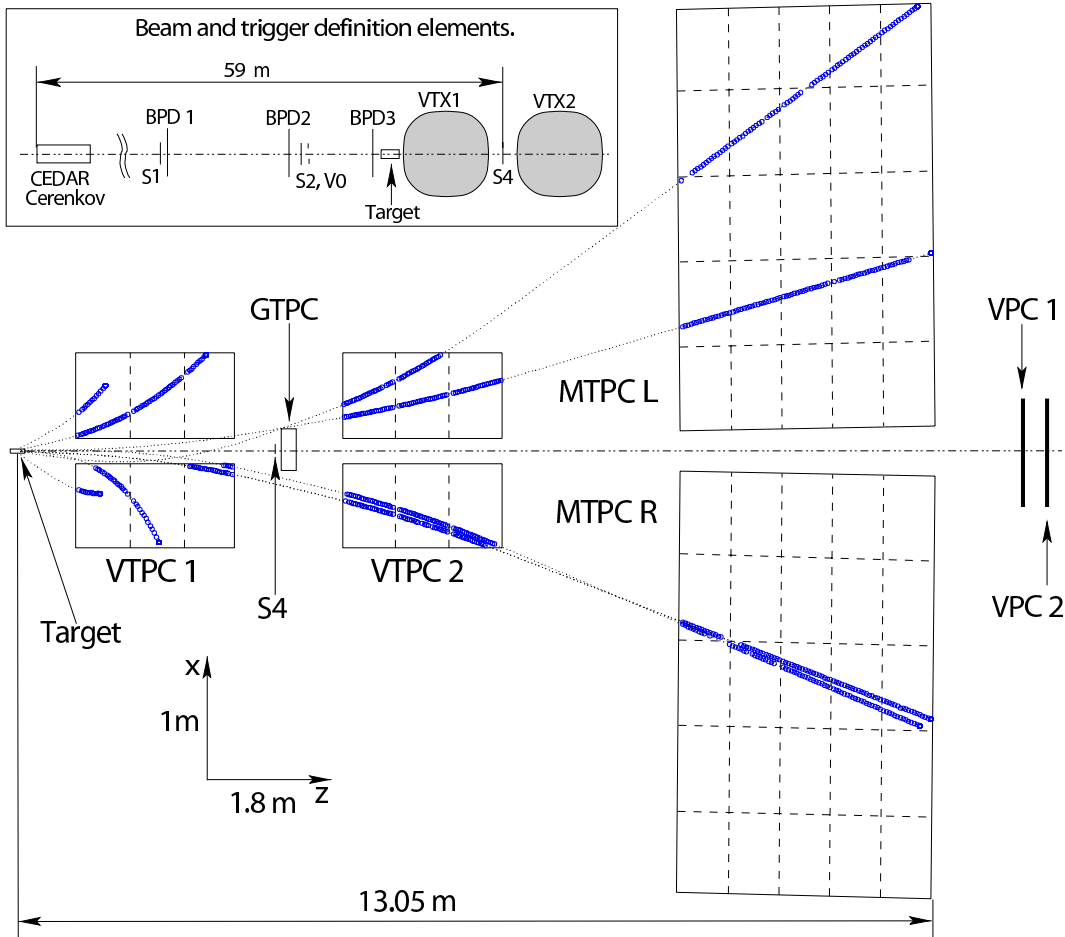 Beam and trigger definition elements.
59 m
VTX1
VTX2
BPD 1
BPD2
BPD3
CEDAR
Cerenkov
S1
S2, V0
S4
Target
GTPC
VPC 1
MTPC L
MTPC R
VTPC 1
VTPC 2
S4
VPC 2
Target
x
1m
1.8 m
z
13.05 m